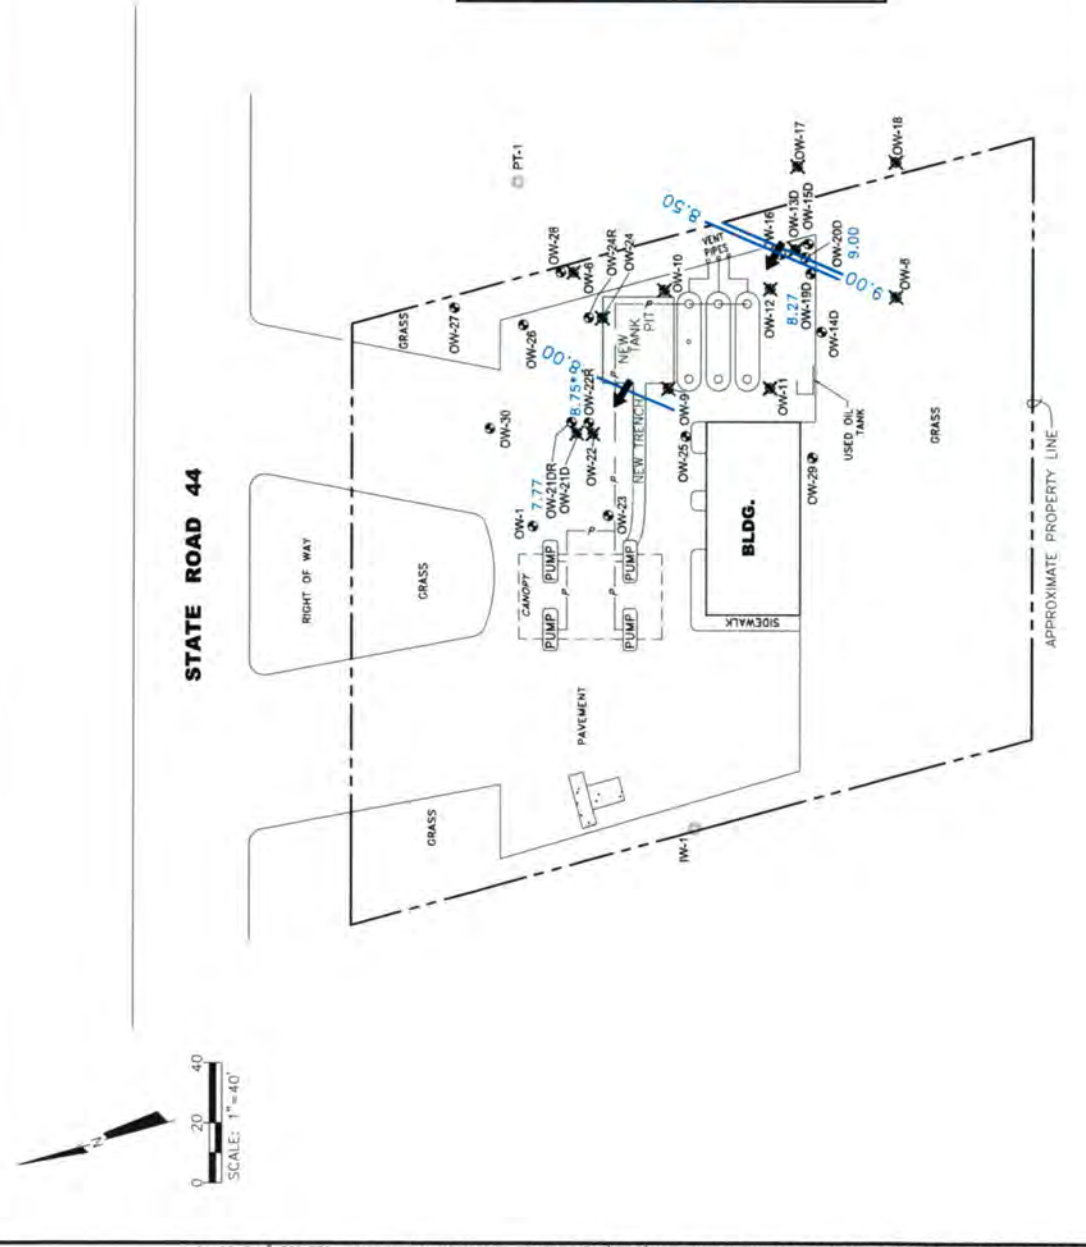 STATE ROAD 44
RIGHT OF WAY
GRASS
GRASS
GRASS
PT-1
OW-28
OW-6
OW-24R
OW-24
OW-27
OW-26
OW-30
OW-10
VENT
PIPES
8.50
OW-16
OW-17
OW-13D
OW-15D
OW-18
OW-20D
9.00
9.00
OW-8
OW-12
8.27
OW-19D
OW-14D
NEW
TANK
PIT
8.00
8.75*
OW-22R
OW-22
OW-21DR
OW-21D
7.77
OW-1
OW-9
OW-11
NEW TRENCH
OW-25
OW-23
USED OIL
TANK
OW-29
GRASS
BLDG.
SIDEWALK
CANOPY
PUMP
PUMP
PUMP
PUMP
P
P
P
P
P
P
P
PAVEMENT
IW-1
APPROXIMATE PROPERTY LINE
N
0 20 40
SCALE: 1"=40'